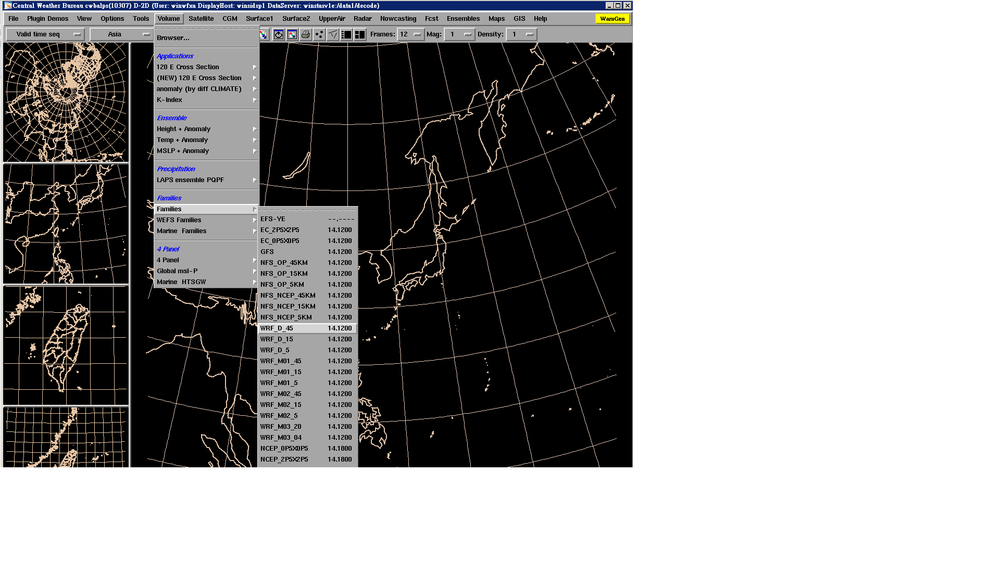 Central Weather Bureau cwbalps(10307) D-2D (User: winwfxa DisplayHost: winsidsp1 DataServer: winstasv1e:/data1/decode)
File Plugin Demos View Options Tools Volume Satellite CGM Surface1 Surface2 UpperAir Radar Nowcasting Fcst Ensembles Maps GIS Help WarnGen
Valid time seq Asia Frames: 12 Mag: 1 Density: 1
Browser...
Applications
120 E Cross Section
(NEW) 120 E Cross Section
anomaly (by diff CLIMATE)
K-Index
Ensemble
Height + Anomaly
Temp + Anomaly
MSLP + Anomaly
Precipitation
LAPS ensemble PQPF
Families
Families
WEFS Families
Marine Families
4 Panel
4 Panel
Global msl-P
Marine HTSGW
EFS-YE --.----
EC_2P5X2P5 14.1200
EC_0P5X0P5 14.1200
GFS 14.1200
NFS_OP_45KM 14.1200
NFS_OP_15KM 14.1200
NFS_OP_5KM 14.1200
NFS_NCEP_45KM 14.1200
NFS_NCEP_15KM 14.1200
NFS_NCEP_5KM 14.1200
WRF_D_45 14.1200
WRF_D_15 14.1200
WRF_D_5 14.1200
WRF_M01_45 14.1200
WRF_M01_15 14.1200
WRF_M01_5 14.1200
WRF_M02_45 14.1200
WRF_M02_15 14.1200
WRF_M02_5 14.1200
WRF_M03_20 14.1200
WRF_M03_04 14.1200
NCEP_0P5X0P5 14.1800
NCEP_2P5X2P5 14.1800